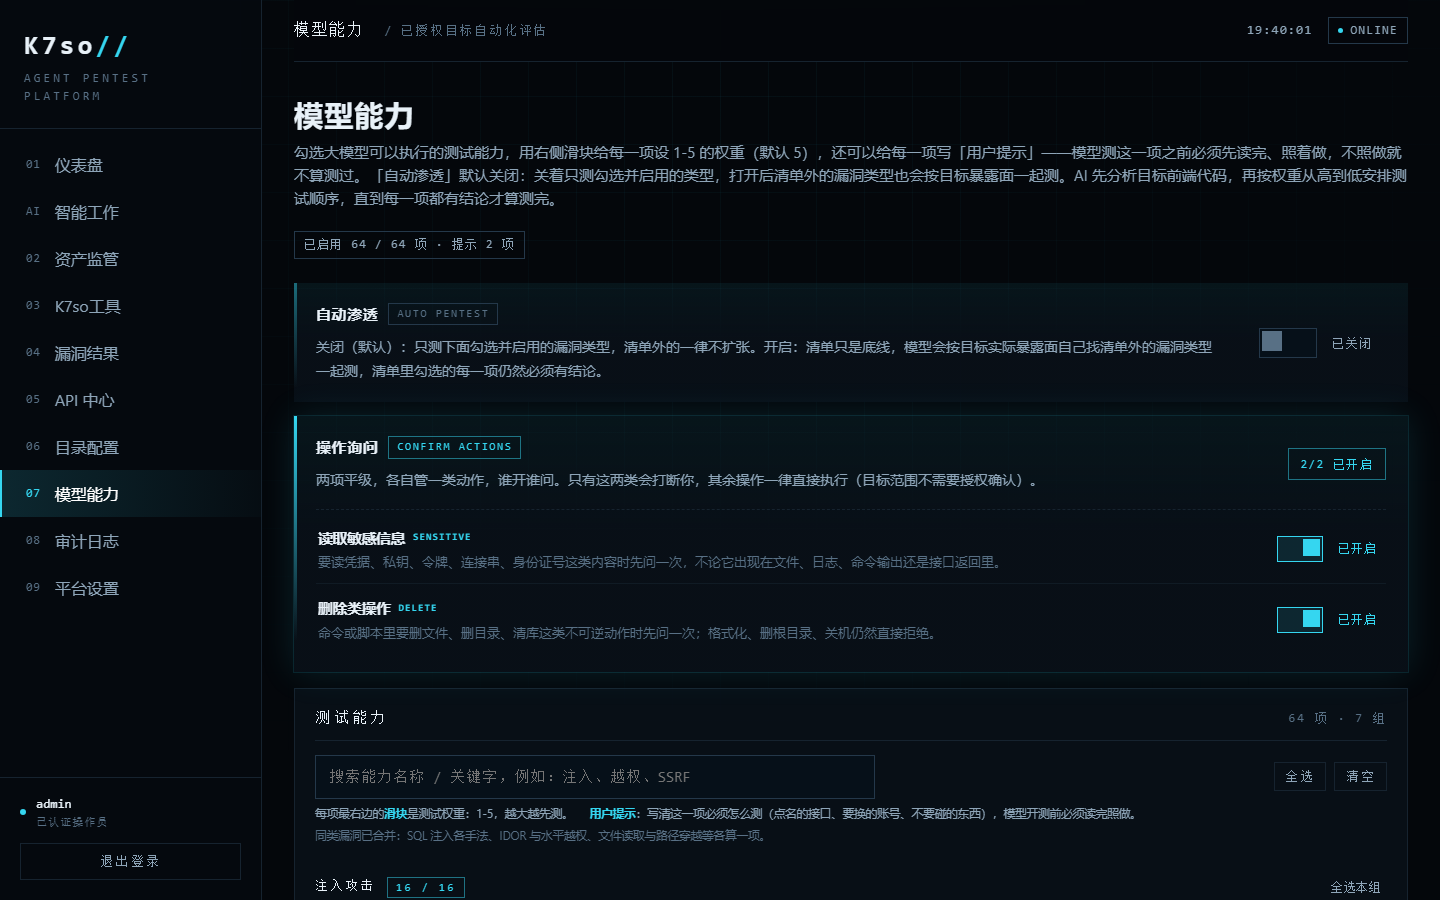 K7so//
AGENT PENTEST
PLATFORM
01 仪表盘
AI 智能工作
02 资产监管
03 K7so工具
04 漏洞结果
05 API 中心
06 目录配置
07 模型能力
08 审计日志
09 平台设置
admin
已认证操作员
退出登录
模型能力 / 已授权目标自动化评估
19:40:01 ONLINE
模型能力
勾选大模型可以执行的测试能力，用右侧滑块给每一项设 1-5 的权重（默认 5），还可以给每一项写「用户提示」——模型测这一项之前必须先读完、照着做，不照做就
不算测过。「自动渗透」默认关闭：关着只测勾选并启用的类型，打开后清单外的漏洞类型也会按目标暴露面一起测。AI 先分析目标前端代码，再按权重从高到低安排测
试顺序，直到每一项都有结论才算测完。
已启用 64 / 64 项 · 提示 2 项
自动渗透 AUTO PENTEST
关闭（默认）：只测下面勾选并启用的漏洞类型，清单外的一律不扩张。开启：清单只是底线，模型会按目标实际暴露面自己找清单外的漏洞类型
一起测，清单里勾选的每一项仍然必须有结论。
已关闭
操作询问 CONFIRM ACTIONS
两项平级，各自管一类动作，谁开谁问。只有这两类会打断你，其余操作一律直接执行（目标范围不需要授权确认）。
2/2 已开启
读取敏感信息 SENSITIVE
要读凭据、私钥、令牌、连接串、身份证号这类内容时先问一次，不论它出现在文件、日志、命令输出还是接口返回里。
已开启
删除类操作 DELETE
命令或脚本里要删文件、删目录、清库这类不可逆动作时先问一次；格式化、删根目录、关机仍然直接拒绝。
已开启
测试能力
64 项 · 7 组
搜索能力名称 / 关键字，例如：注入、越权、SSRF
全选 清空
每项最右边的滑块是测试权重：1-5，越大越先测。 用户提示：写清这一项必须怎么测（点名的接口、要换的账号、不要碰的东西），模型开测前必须读完照做。
同类漏洞已合并：SQL 注入各手法、IDOR 与水平越权、文件读取与路径穿越等各算一项。
注入攻击 16 / 16
全选本组